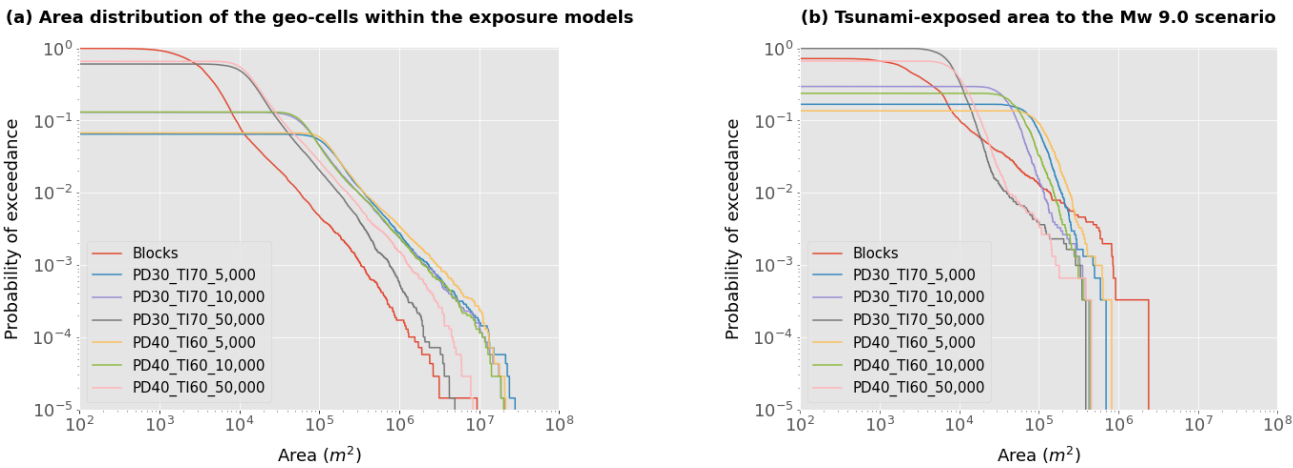 (a) Area distribution of the geo-cells within the exposure models
Probability of exceedance
10^0
10^-1
10^-2
10^-3
10^-4
10^-5
Blocks
PD30_TI70_5,000
PD30_TI70_10,000
PD30_TI70_50,000
PD40_TI60_5,000
PD40_TI60_10,000
PD40_TI60_50,000
10^2 10^3 10^4 10^5 10^6 10^7 10^8
Area (m^2)
(b) Tsunami-exposed area to the Mw 9.0 scenario
Probability of exceedance
10^0
10^-1
10^-2
10^-3
10^-4
10^-5
Blocks
PD30_TI70_5,000
PD30_TI70_10,000
PD30_TI70_50,000
PD40_TI60_5,000
PD40_TI60_10,000
PD40_TI60_50,000
10^2 10^3 10^4 10^5 10^6 10^7 10^8
Area (m^2)